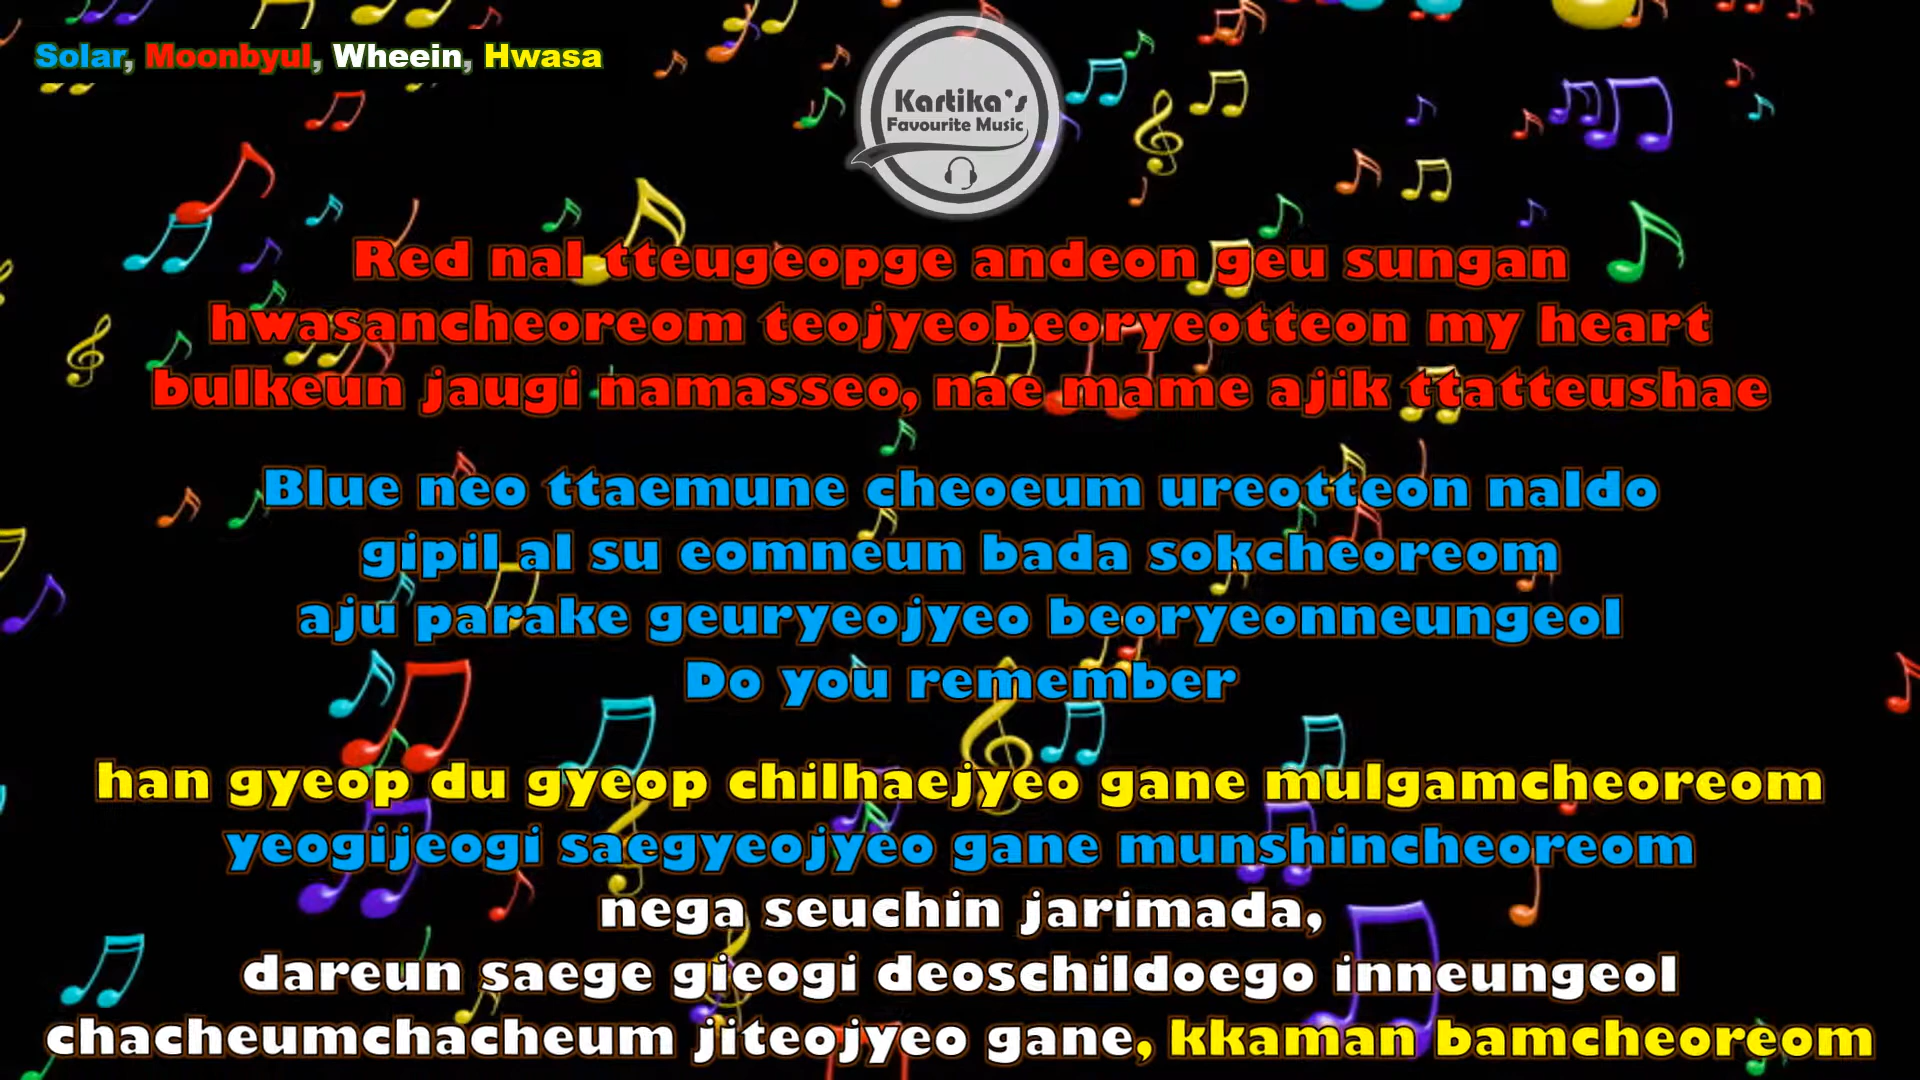 Solar, Moonbyul, Wheein, Hwasa
Kartika's
Favourite Music
Red nal tteugeopge andeon geu sungan
hwasancheoreom teojyeobeoryeotteon my heart
bulkeun jaugi namasseo, nae mame ajik ttatteushae
Blue neo ttaemune cheoeum ureotteon naldo
gipil al su eomneun bada sokcheoreom
aju parake geuryeojyeo beoryeonneungeol
Do you remember
han gyeop du gyeop chilhaejyeo gane mulgamcheoreom
yeogijeogi saegyeojyeo gane munshincheoreom
nega seuchin jarimada,
dareun saege gieogi deoschildoego inneungeol
chacheumchacheum jiteojyeo gane, kkaman bamcheoreom